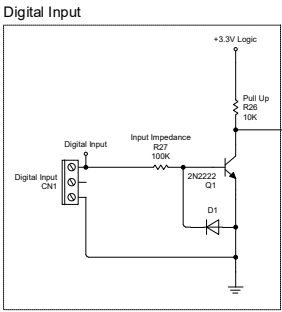 Digital Input
+3.3V Logic
Pull Up
R26
10K
Digital Input
Input Impedance
R27
100K
Digital Input
CN1
2N2222
Q1
D1